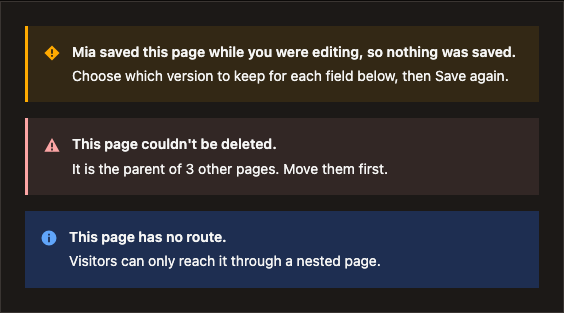 Mia saved this page while you were editing, so nothing was saved.
Choose which version to keep for each field below, then Save again.
This page couldn't be deleted.
It is the parent of 3 other pages. Move them first.
This page has no route.
Visitors can only reach it through a nested page.